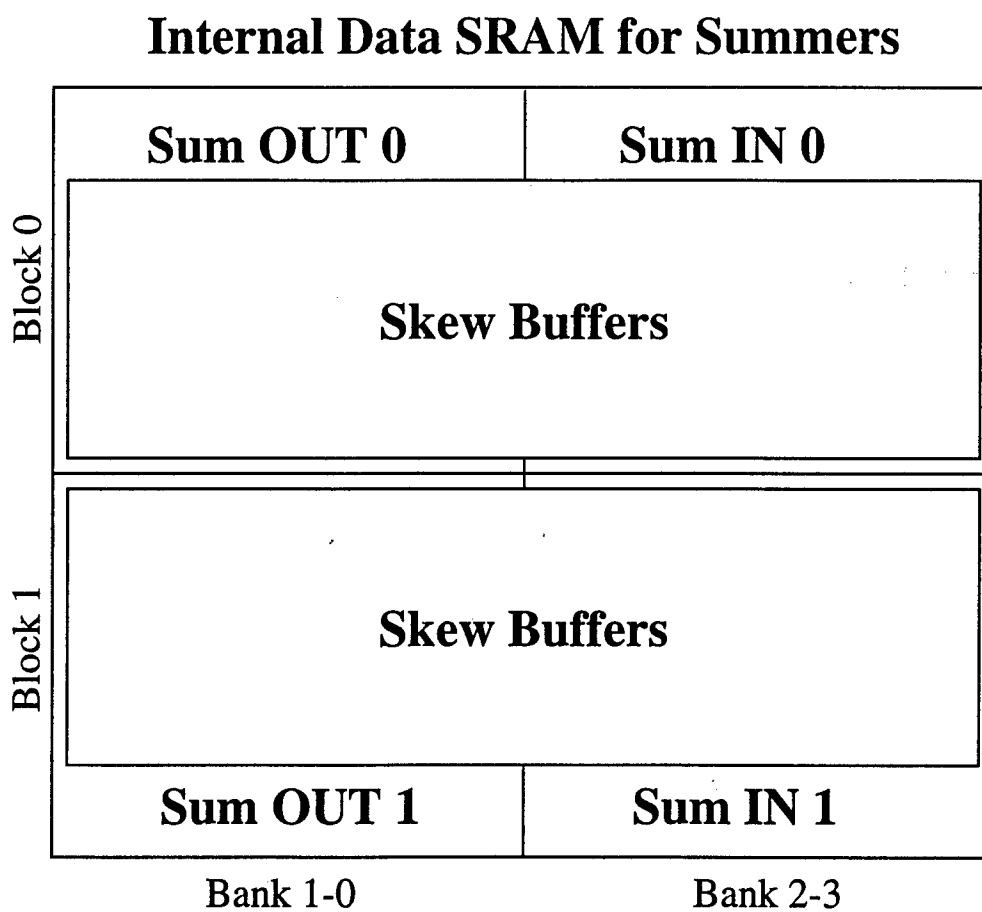 Internal Data SRAM for Summers
Sum OUT 0
Sum IN 0
Block 0
Skew Buffers
Block 1
Skew Buffers
Sum OUT 1
Sum IN 1
Bank 1-0
Bank 2-3